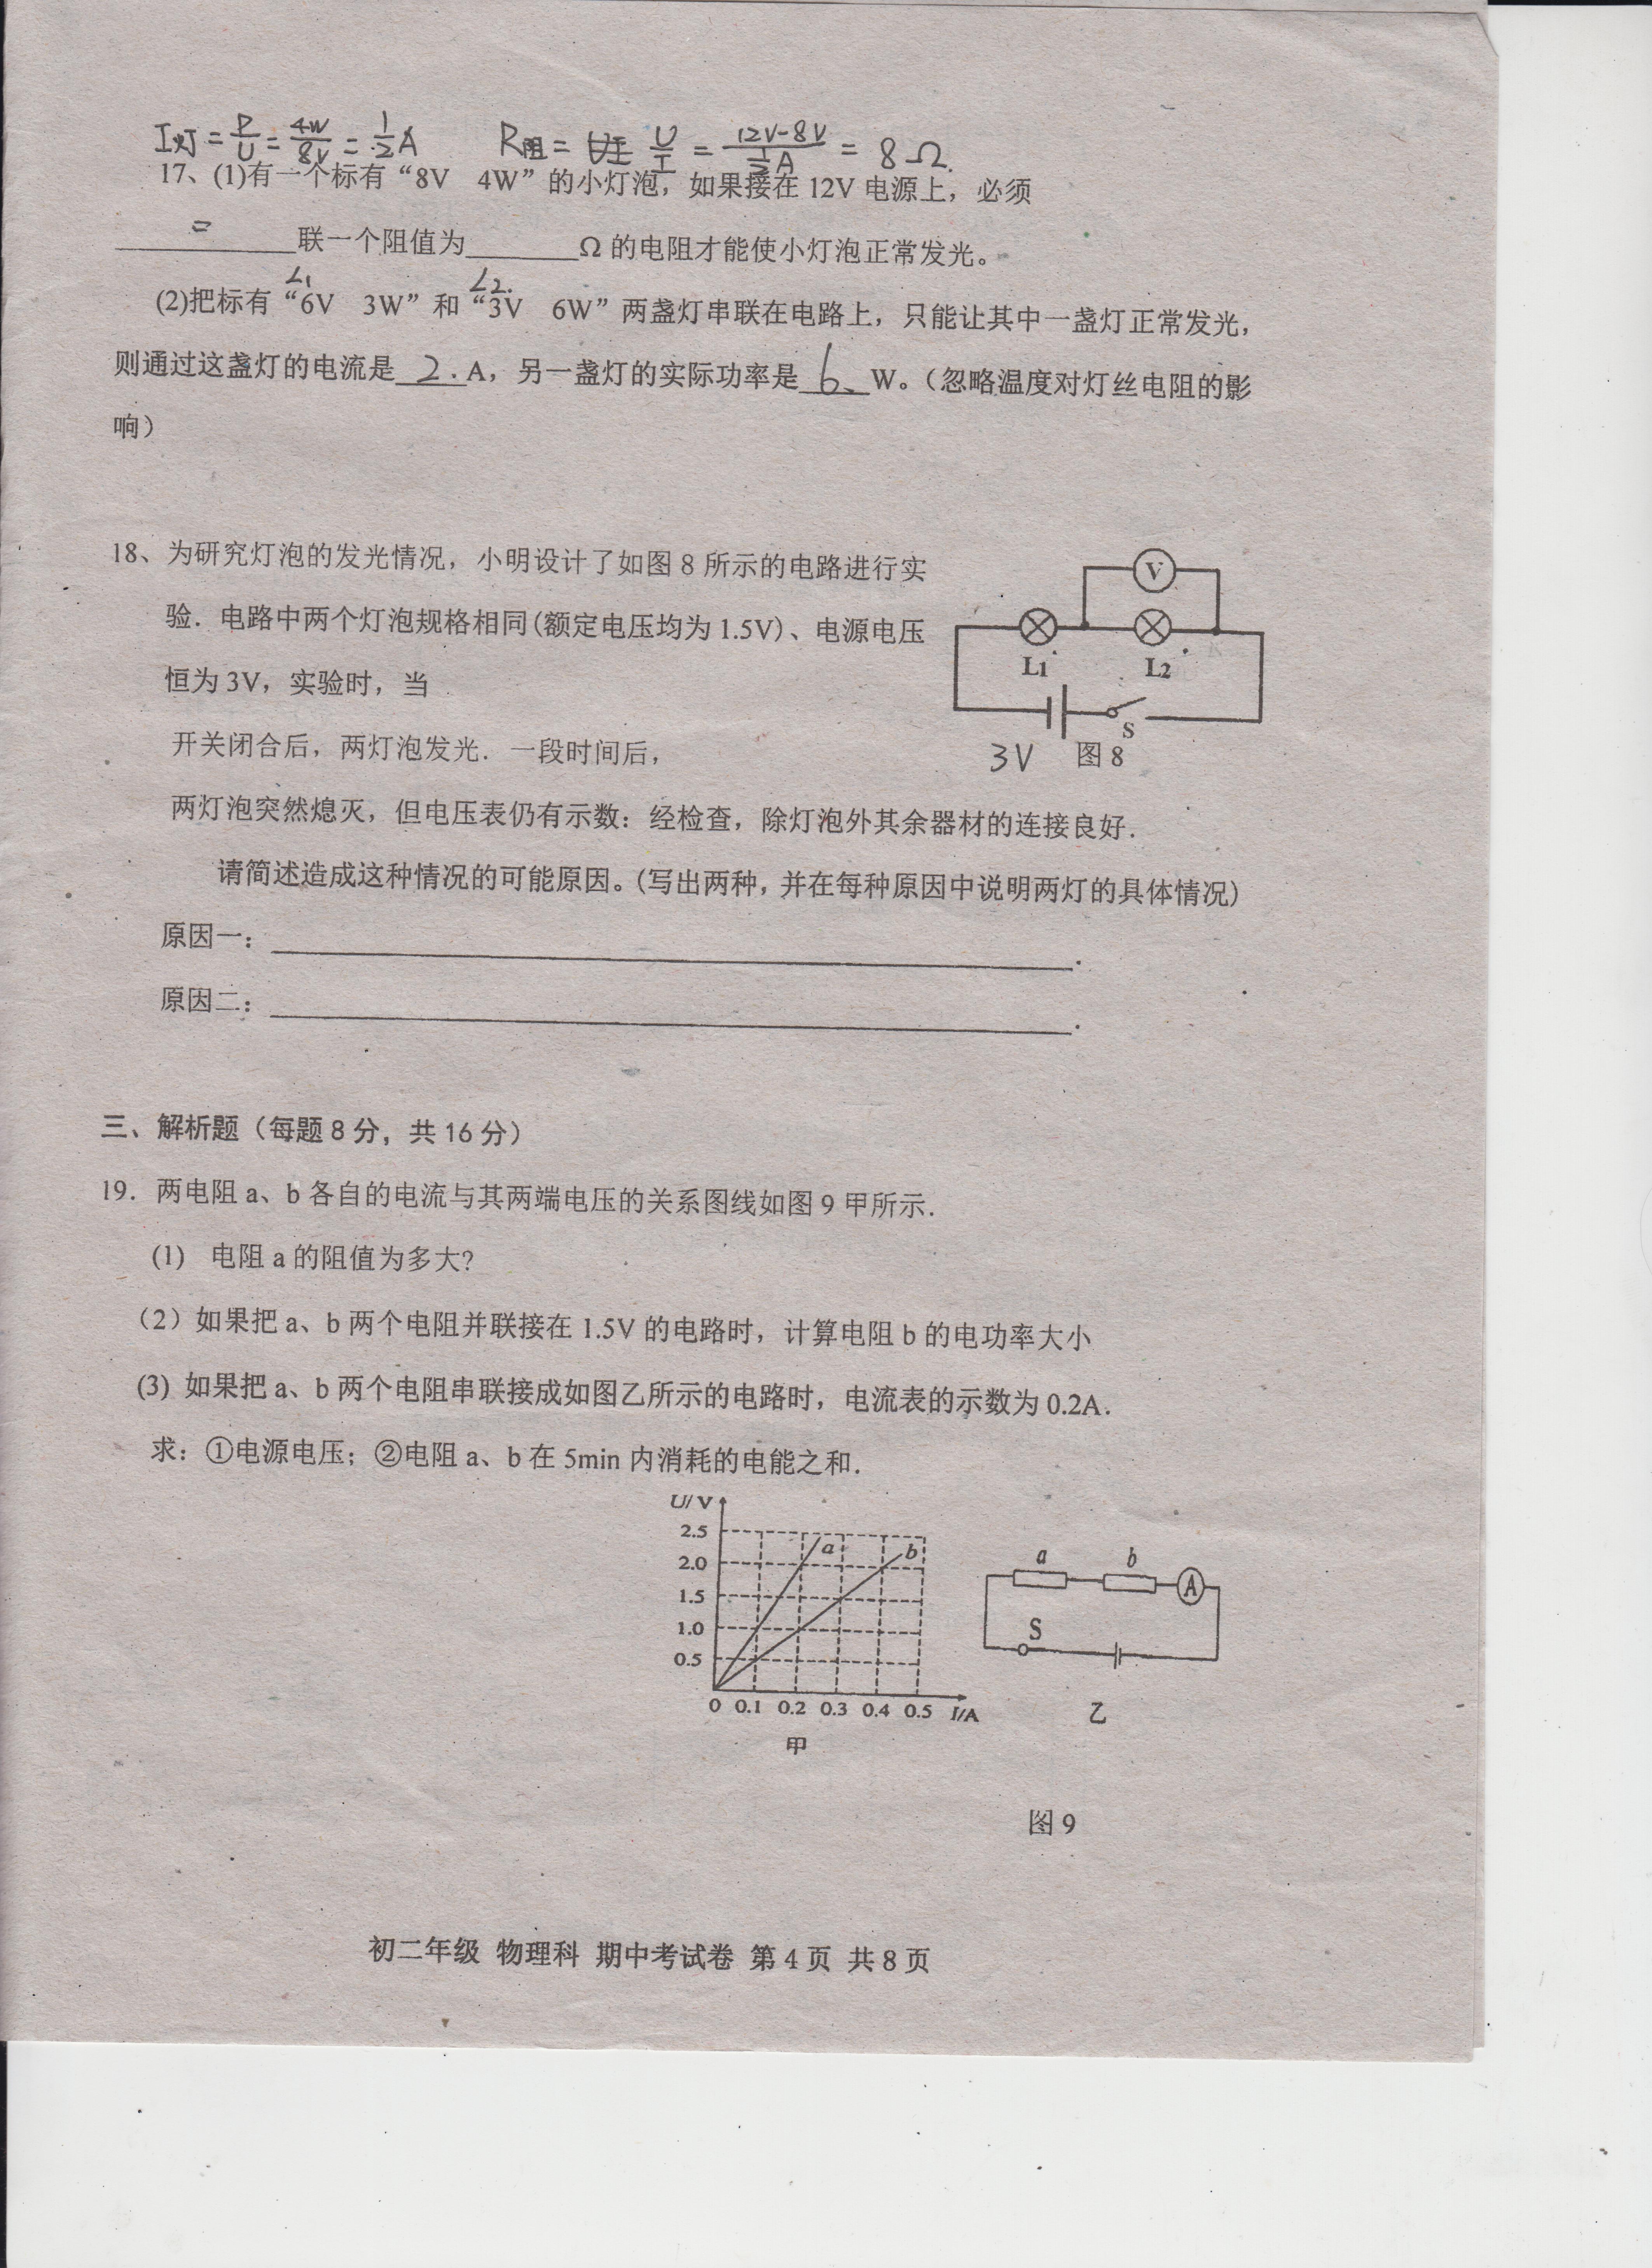 I灯 = P/U = 4W/8V = 1/2 A R阻 = U/I = 12V-8V / 1/2 A = 8Ω
17、(1)有一个标有“8V 4W”的小灯泡，如果接在12V电源上，必须
________联一个阻值为________Ω的电阻才能使小灯泡正常发光。
L1 L2.
(2)把标有“6V 3W”和“3V 6W”两盏灯串联在电路上，只能让其中一盏灯正常发光，
则通过这盏灯的电流是 2. A，另一盏灯的实际功率是 6 W。（忽略温度对灯丝电阻的影
响）
18、为研究灯泡的发光情况，小明设计了如图8所示的电路进行实
验．电路中两个灯泡规格相同(额定电压均为1.5V)、电源电压
恒为3V，实验时，当
开关闭合后，两灯泡发光．一段时间后，
两灯泡突然熄灭，但电压表仍有示数：经检查，除灯泡外其余器材的连接良好．
V
L1 L2
S
3V 图8
请简述造成这种情况的可能原因。(写出两种，并在每种原因中说明两灯的具体情况)
原因一：________.
原因二：________.
三、解析题（每题8分，共16分）
19．两电阻a、b各自的电流与其两端电压的关系图线如图9甲所示．
(1) 电阻a的阻值为多大?
（2）如果把a、b两个电阻并联接在1.5V的电路时，计算电阻b的电功率大小
(3) 如果把a、b两个电阻串联接成如图乙所示的电路时，电流表的示数为0.2A．
求：①电源电压；②电阻a、b在5min内消耗的电能之和．
U/V
2.5
2.0
1.5
1.0
0.5
a b
0 0.1 0.2 0.3 0.4 0.5 I/A
甲
a b A
S
乙
图9
初二年级 物理科 期中考试卷 第4页 共8页